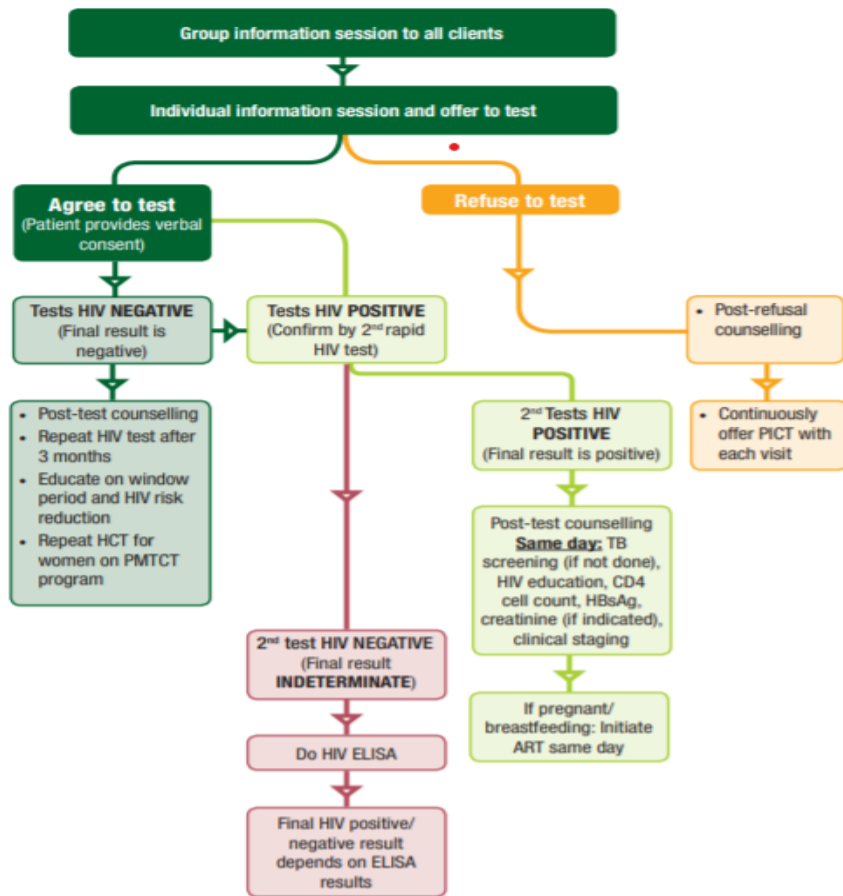 Group information session to all clients
Individual information session and offer to test
Agree to test
(Patient provides verbal
consent)
Refuse to test
Tests HIV NEGATIVE
(Final result is
negative)
Tests HIV POSITIVE
(Confirm by 2nd rapid
HIV test)
• Post-refusal
counselling
• Post-test counselling
• Repeat HIV test after
3 months
• Educate on window
period and HIV risk
reduction
• Repeat HCT for
women on PMTCT
program
2nd Tests HIV
POSITIVE
(Final result is positive)
• Continuously
offer PICT with
each visit
Post-test counselling
Same day: TB
screening (if not done),
HIV education, CD4
cell count, HBsAg,
creatinine (if indicated),
clinical staging
2nd test HIV NEGATIVE
(Final result
INDETERMINATE)
If pregnant/
breastfeeding: Initiate
ART same day
Do HIV ELISA
Final HIV positive/
negative result
depends on ELISA
results